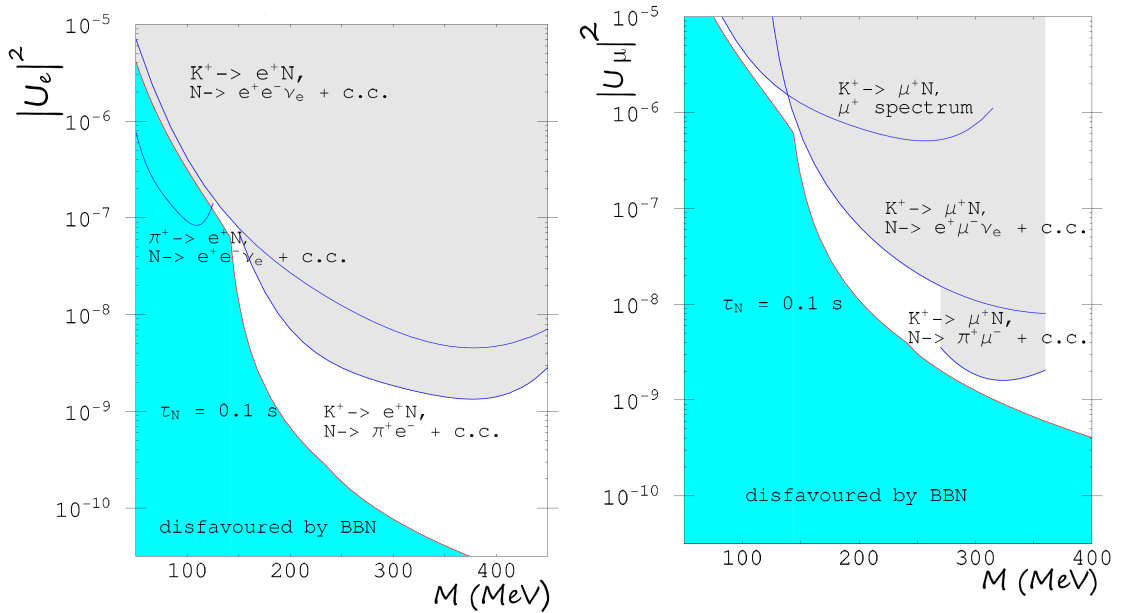 |U_e|²
10⁻⁵
10⁻⁶
10⁻⁷
10⁻⁸
10⁻⁹
10⁻¹⁰
K⁺-> e⁺N,
N-> e⁺e⁻ν_e + c.c.
π⁺-> e⁺N,
N-> e⁺e⁻ν_e + c.c.
τ_N = 0.1 s
K⁺-> e⁺N,
N-> π⁺e⁻ + c.c.
disfavoured by BBN
100 200 300 400
M (MeV)
|U_μ|²
10⁻⁵
10⁻⁶
10⁻⁷
10⁻⁸
10⁻⁹
10⁻¹⁰
K⁺-> μ⁺N,
μ⁺ spectrum
K⁺-> μ⁺N,
N-> e⁺μ⁻ν_e + c.c.
τ_N = 0.1 s
K⁺-> μ⁺N,
N-> π⁺μ⁻ + c.c.
disfavoured by BBN
100 200 300 400
M (MeV)